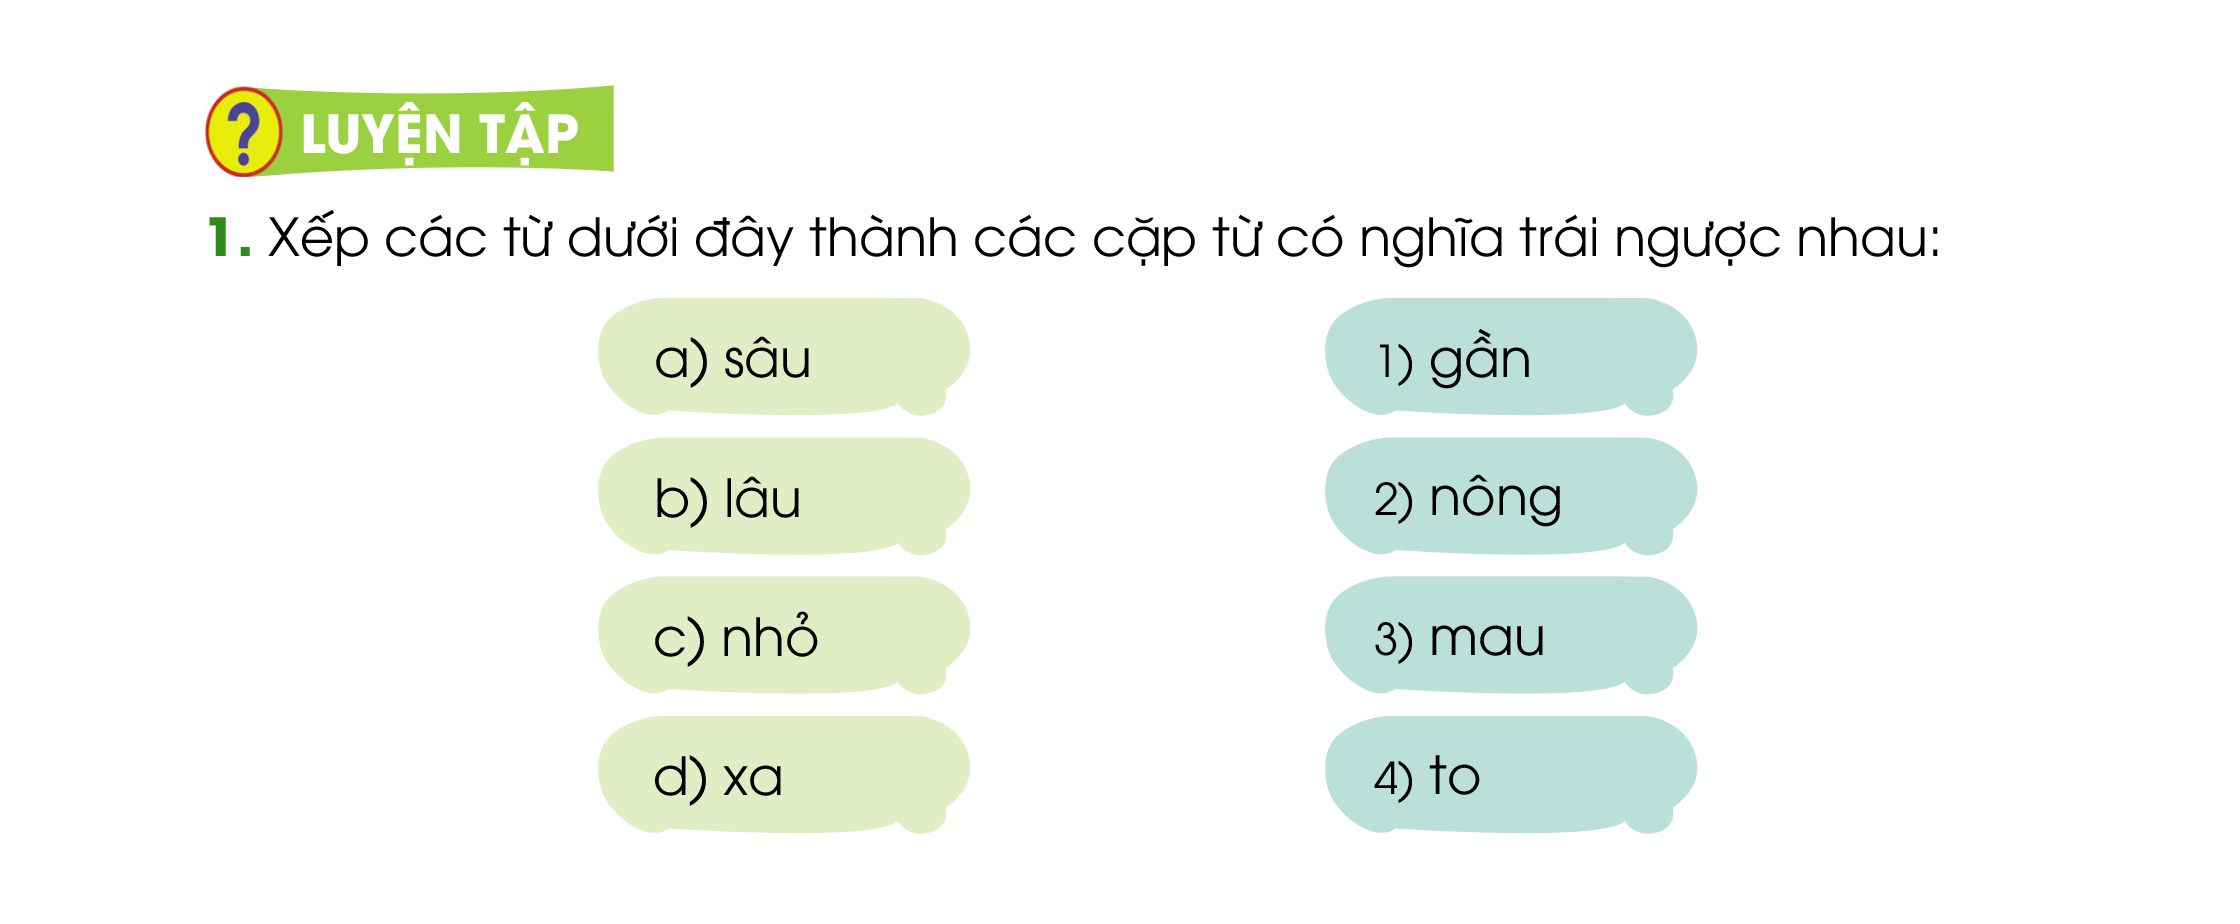 ? LUYỆN TẬP
1. Xếp các từ dưới đây thành các cặp từ có nghĩa trái ngược nhau:
a) sâu
1) gần
b) lâu
2) nông
c) nhỏ
3) mau
d) xa
4) to